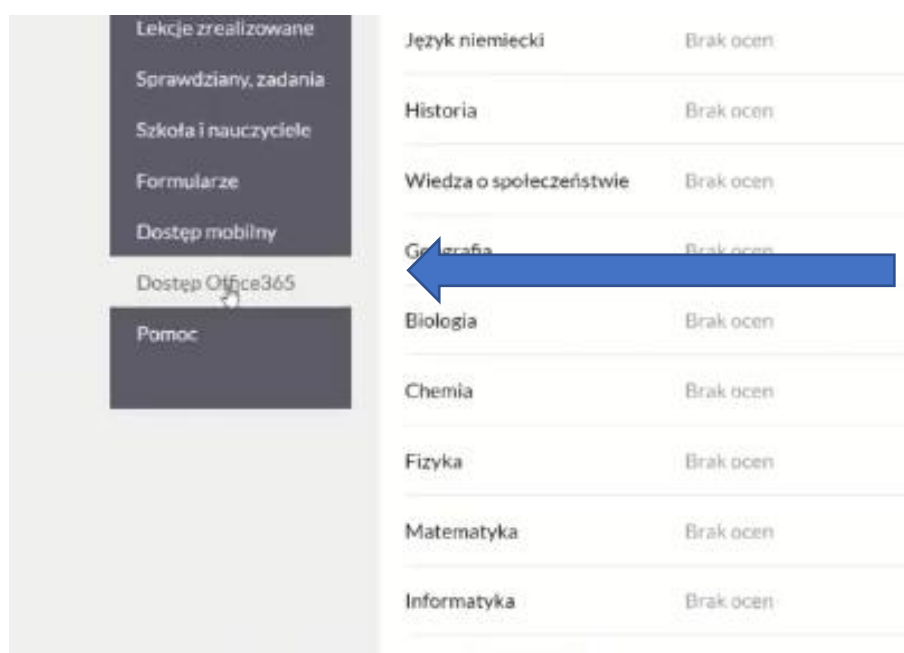 Lekcje zrealizowane
Sprawdziany, zadania
Szkoła i nauczyciele
Formularze
Dostęp mobilny
Dostęp Office365
Pomoc
Język niemiecki Brak ocen
Historia Brak ocen
Wiedza o społeczeństwie Brak ocen
Geografia Brak ocen
Biologia Brak ocen
Chemia Brak ocen
Fizyka Brak ocen
Matematyka Brak ocen
Informatyka Brak ocen